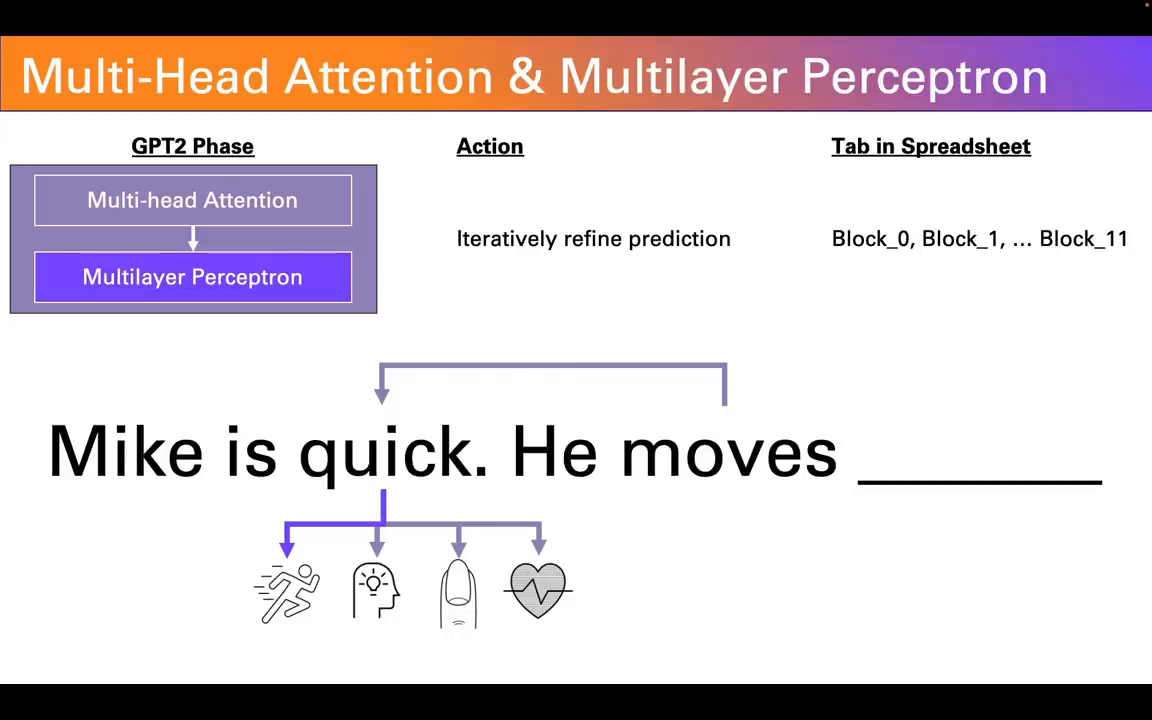 Multi-Head Attention & Multilayer Perceptron
GPT2 Phase
Action
Tab in Spreadsheet
Multi-head Attention
Iteratively refine prediction
Block_0, Block_1, ... Block_11
Multilayer Perceptron
Mike is quick. He moves ________